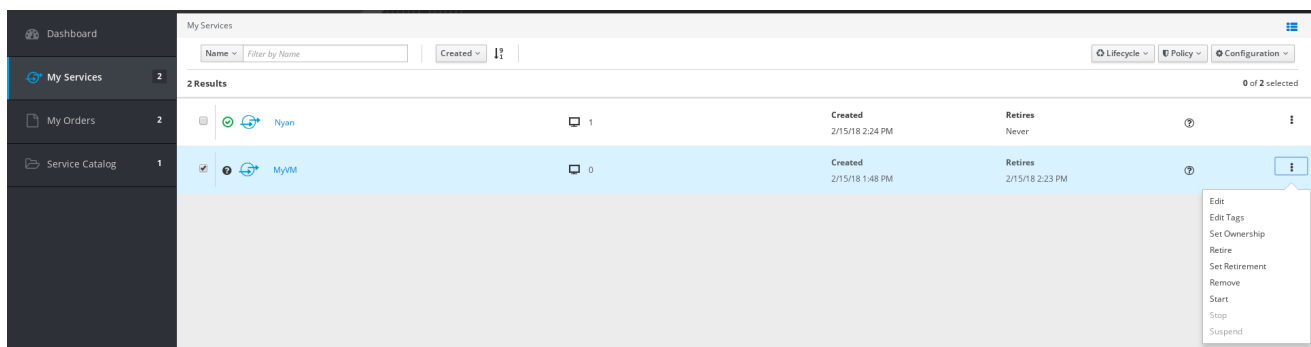 Dashboard
My Services 2
My Orders 2
Service Catalog 1
My Services
Name Filter by Name Created 9 1 Lifecycle Policy Configuration
2 Results 0 of 2 selected
Nyan 1 Created Retires
2/15/18 2:24 PM Never
MyVM 0 Created Retires
2/15/18 1:48 PM 2/15/18 2:23 PM
Edit
Edit Tags
Set Ownership
Retire
Set Retirement
Remove
Start
Stop
Suspend